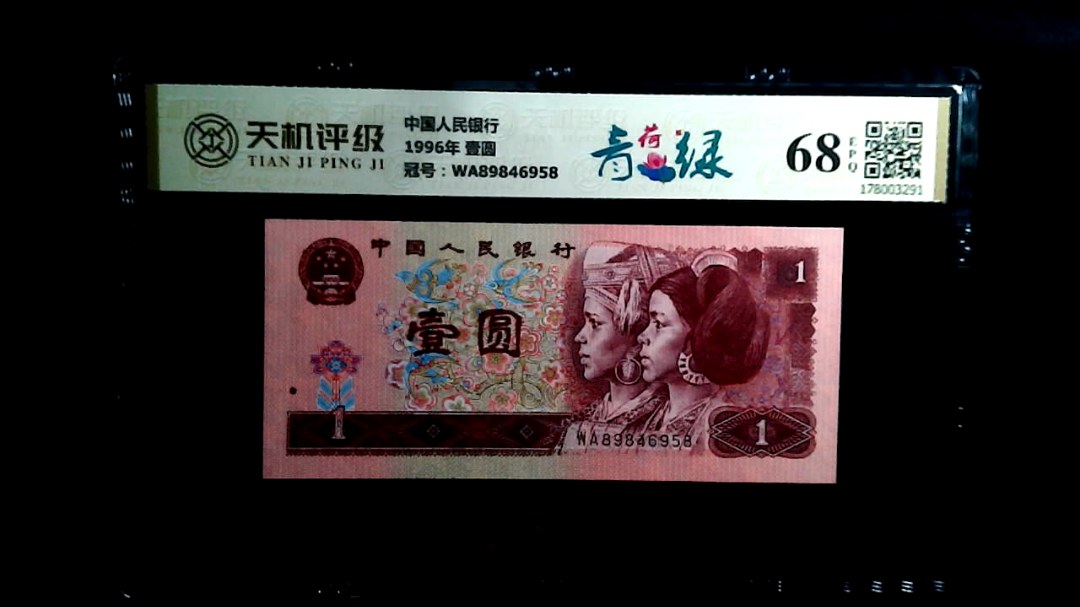 天机评级
TIAN JI PING JI
中国人民银行
1996年 壹圆
冠号：WA89846958
青荷绿
68
EPQ
178003291
中国人民银行
1
壹圆
1
WA89846958
1